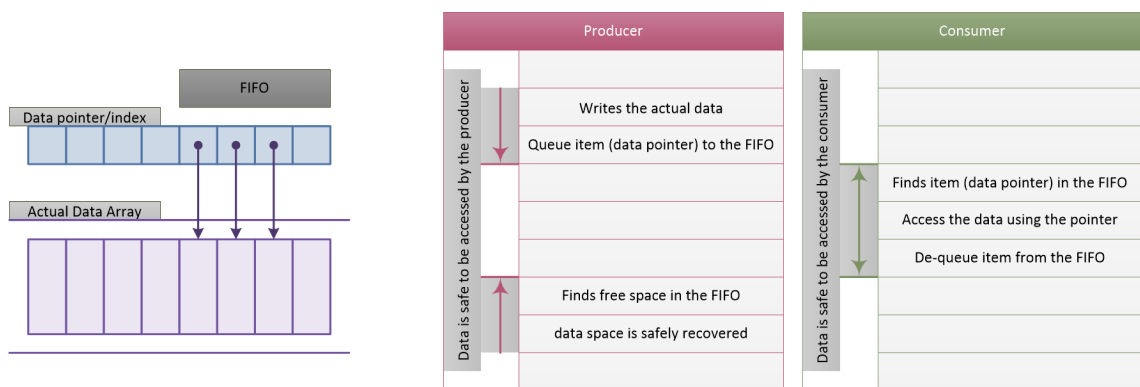 FIFO
Data pointer/index
Actual Data Array
Producer
Data is safe to be accessed by the producer
Writes the actual data
Queue item (data pointer) to the FIFO
Finds free space in the FIFO
data space is safely recovered
Consumer
Data is safe to be accessed by the consumer
Finds item (data pointer) in the FIFO
Access the data using the pointer
De-queue item from the FIFO